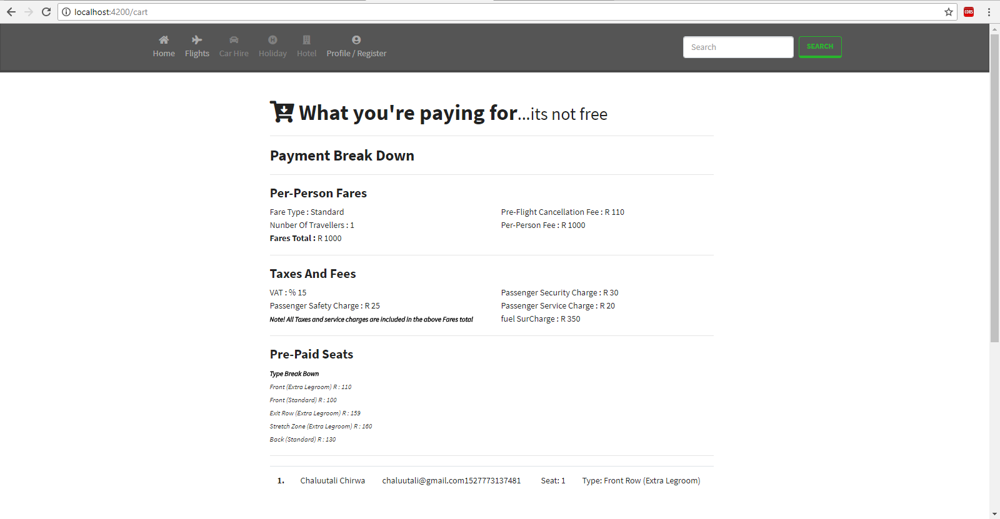 localhost:4200/cart
CORS
Home Flights Car Hire Holiday Hotel Profile / Register Search SEARCH
What you're paying for...its not free
Payment Break Down
Per-Person Fares
Fare Type : Standard Pre-Flight Cancellation Fee : R 110
Nunber Of Travellers : 1 Per-Person Fee : R 1000
Fares Total : R 1000
Taxes And Fees
VAT : % 15 Passenger Security Charge : R 30
Passenger Safety Charge : R 25 Passenger Service Charge : R 20
Note! All Taxes and service charges are included in the above Fares total fuel SurCharge : R 350
Pre-Paid Seats
Type Break Bown
Front (Extra Legroom) R : 110
Front (Standard) R : 100
Exit Row (Extra Legroom) R : 159
Stretch Zone (Extra Legroom) R : 160
Back (Standard) R : 130
1. Chaluutali Chirwa chaluutali@gmail.com1527773137481 Seat: 1 Type: Front Row (Extra Legroom)